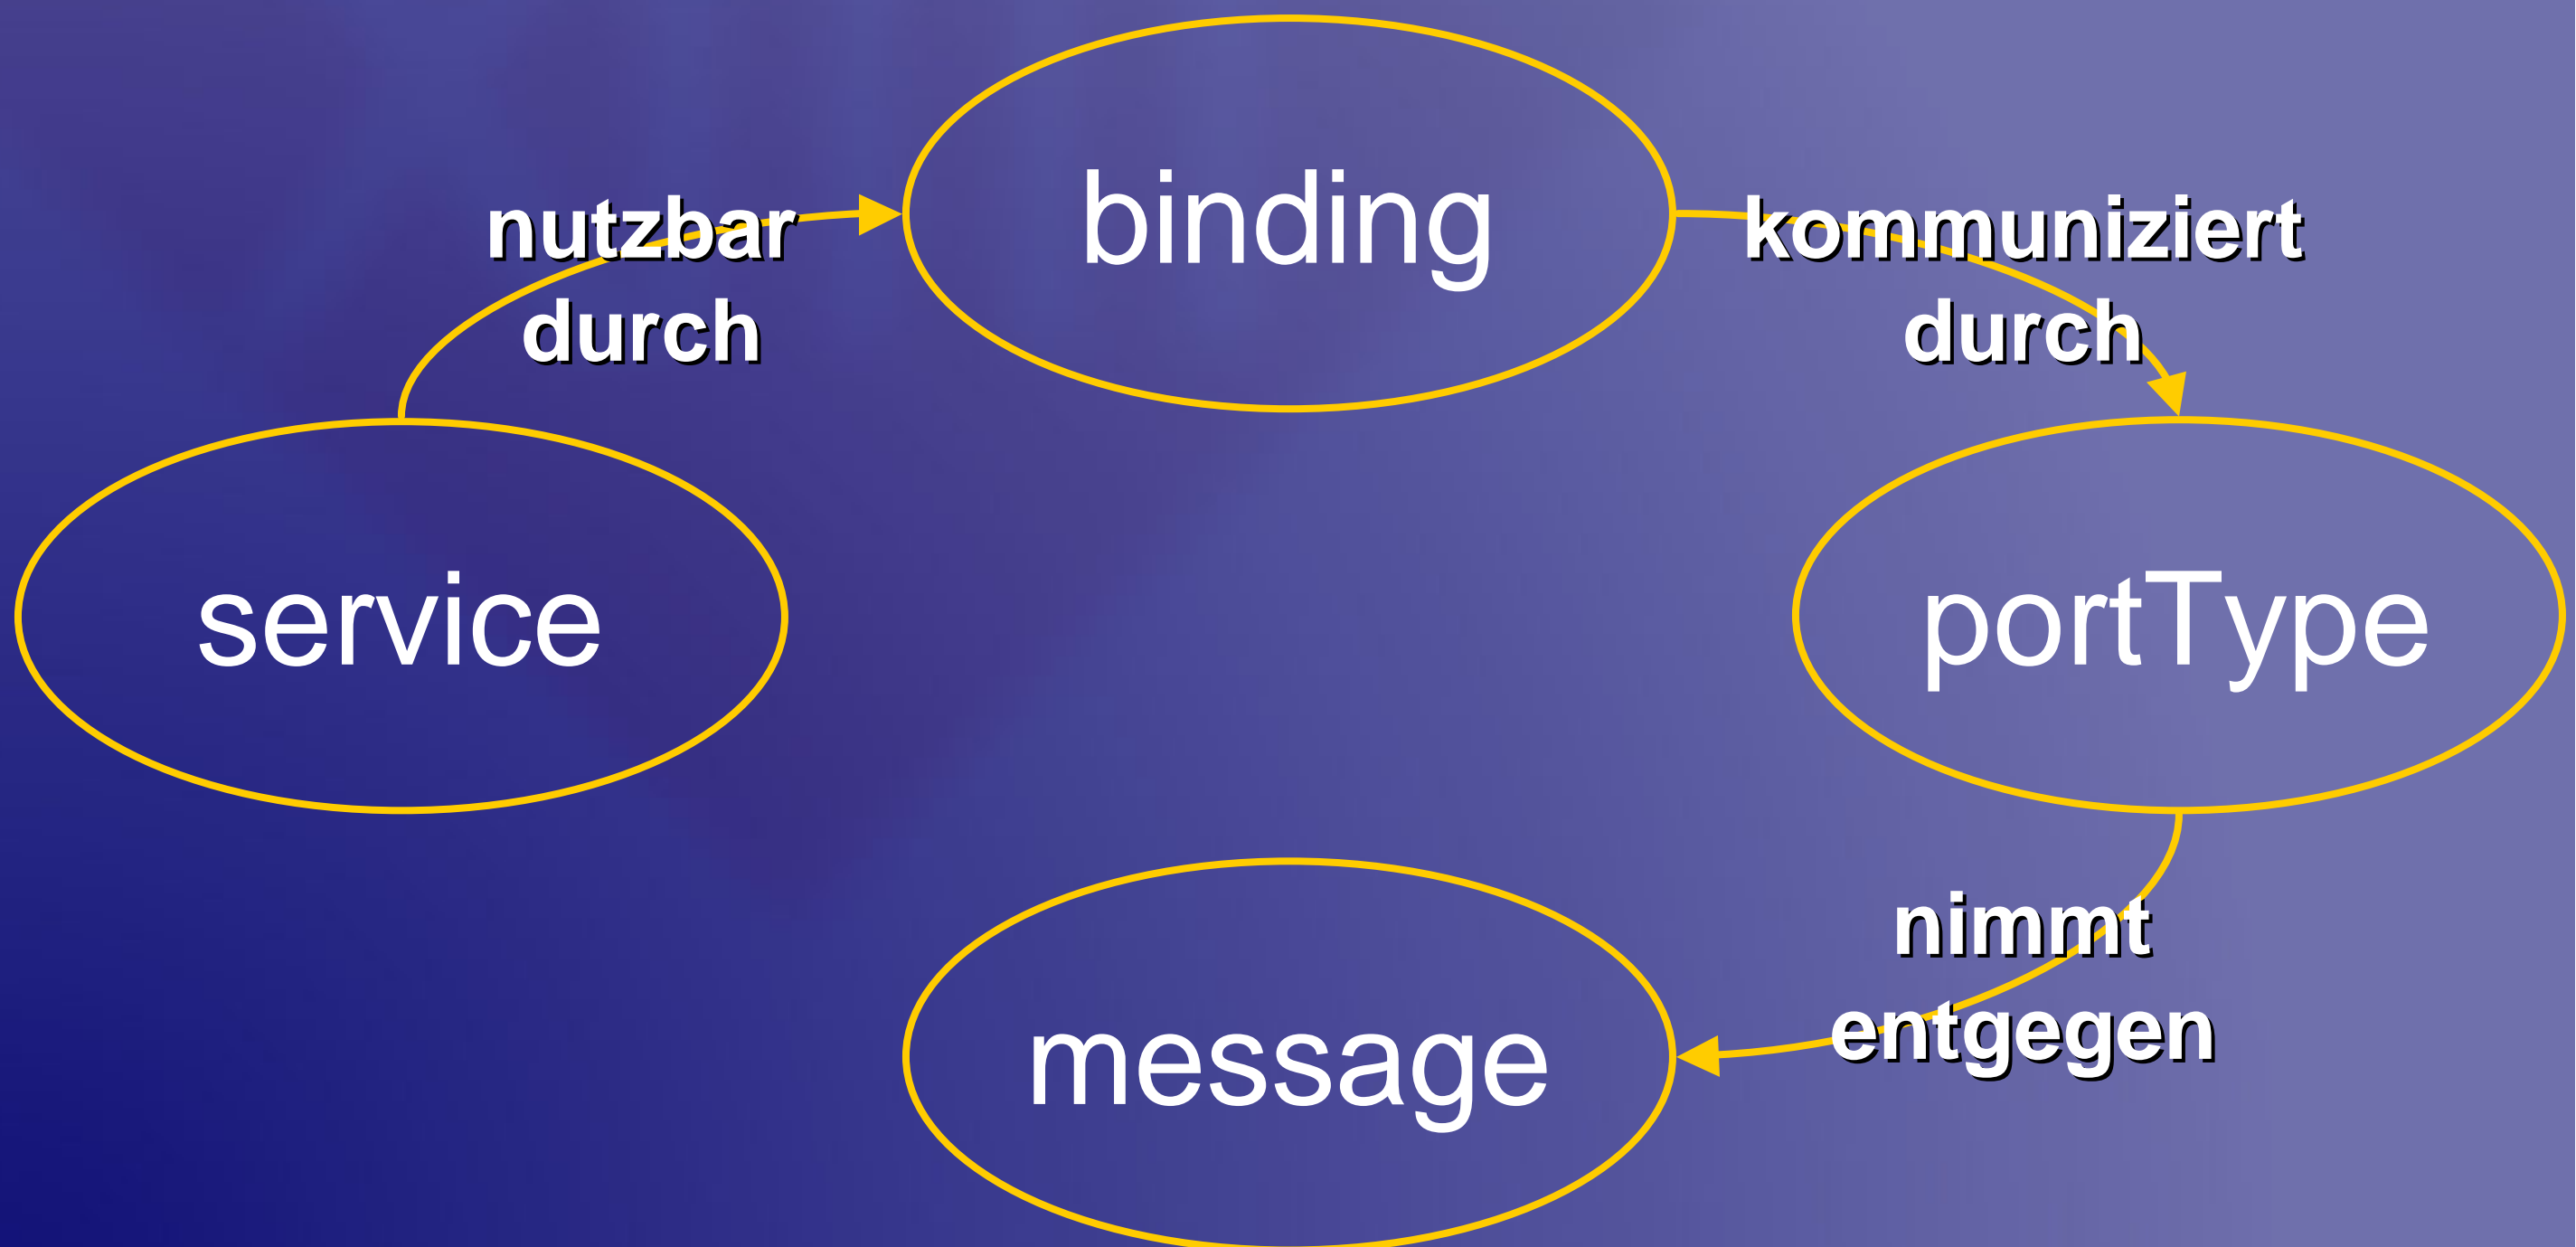 binding
nutzbar
durch
kommuniziert
durch
service
portType
nimmt
entgegen
message